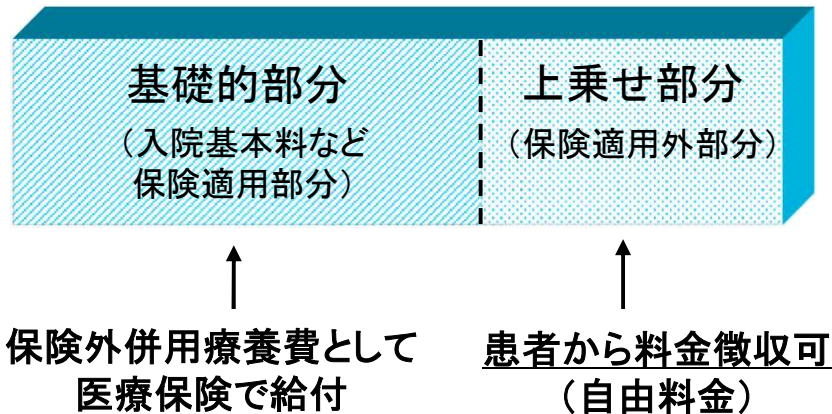 基礎的部分
（入院基本料など
保険適用部分）
上乗せ部分
（保険適用外部分）
保険外併用療養費として
医療保険で給付
患者から料金徴収可
（自由料金）